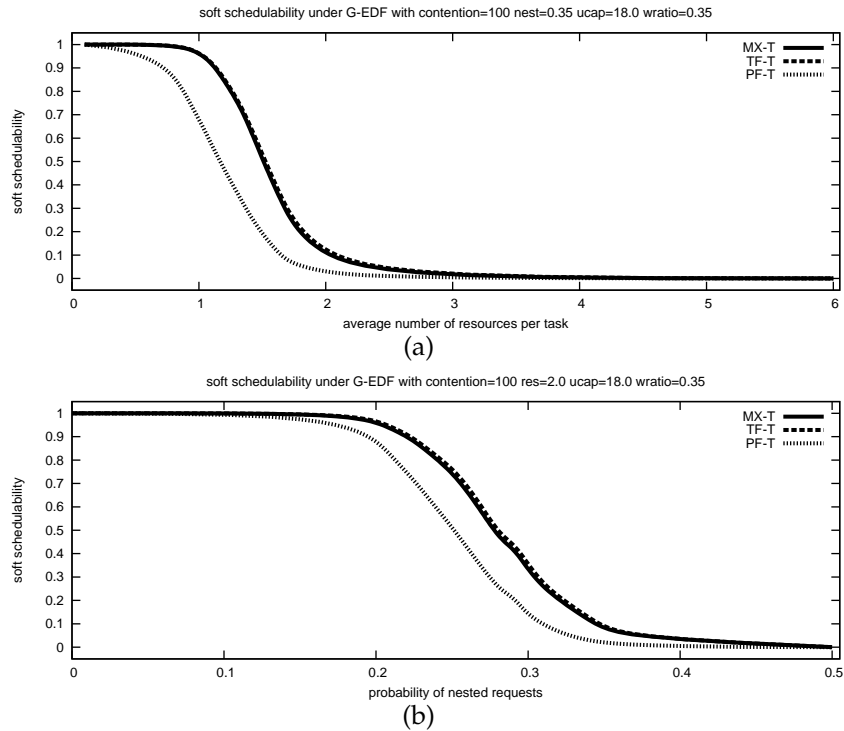 soft schedulability under G-EDF with contention=100 nest=0.35 ucap=18.0 wratio=0.35
MX-T
TF-T
PF-T
1
0.9
0.8
0.7
0.6
0.5
0.4
0.3
0.2
0.1
0
soft schedulability
0 1 2 3 4 5 6
average number of resources per task
(a)
soft schedulability under G-EDF with contention=100 res=2.0 ucap=18.0 wratio=0.35
MX-T
TF-T
PF-T
1
0.9
0.8
0.7
0.6
0.5
0.4
0.3
0.2
0.1
0
soft schedulability
0 0.1 0.2 0.3 0.4 0.5
probability of nested requests
(b)